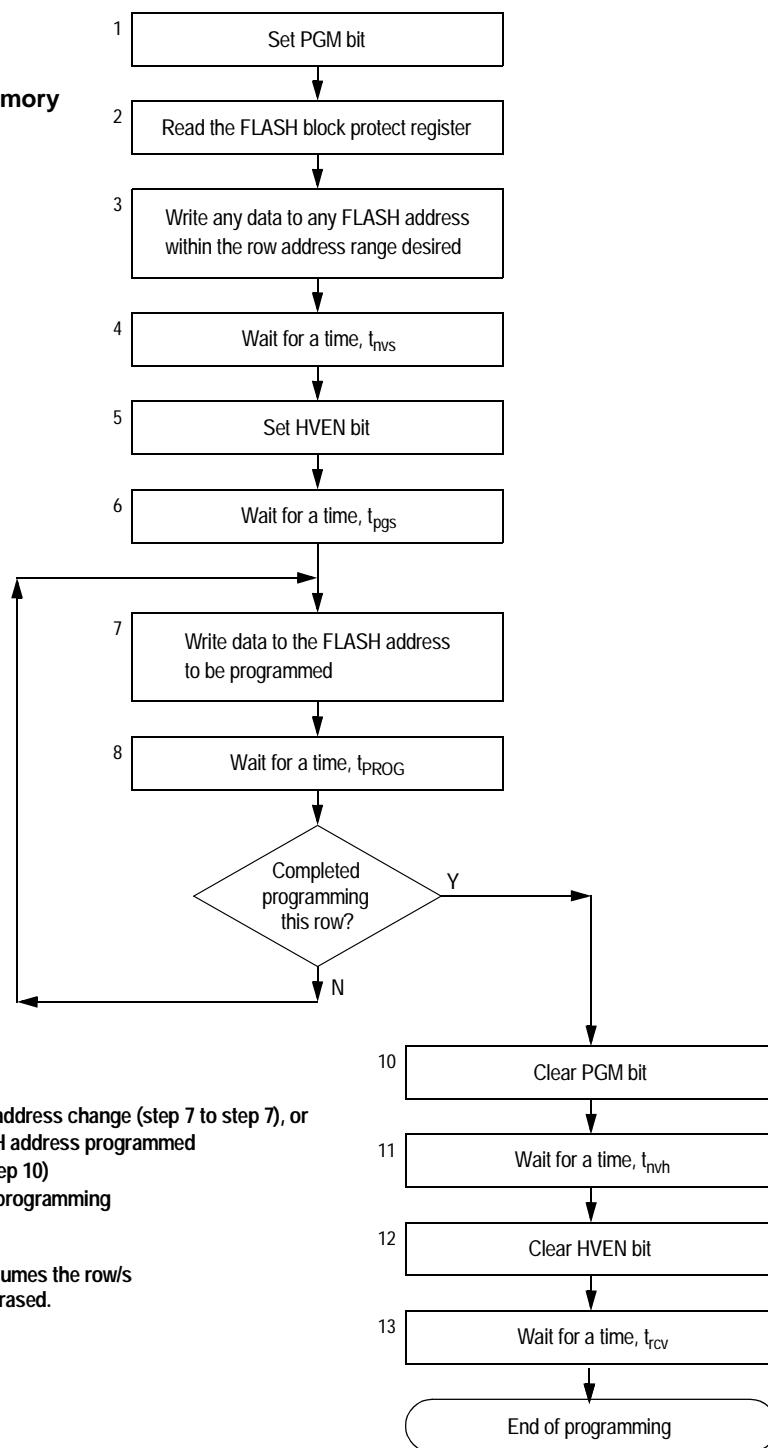 1
Set PGM bit
mory
2
Read the FLASH block protect register
3
Write any data to any FLASH address
within the row address range desired
4
Wait for a time, tnvs
5
Set HVEN bit
6
Wait for a time, tpgs
7
Write data to the FLASH address
to be programmed
8
Wait for a time, tPROG
Completed
programming
this row?
Y
N
10
Clear PGM bit
address change (step 7 to step 7), or
H address programmed
ep 10)
programming
11
Wait for a time, tnvh
12
Clear HVEN bit
umes the row/s
rased.
13
Wait for a time, trcv
End of programming